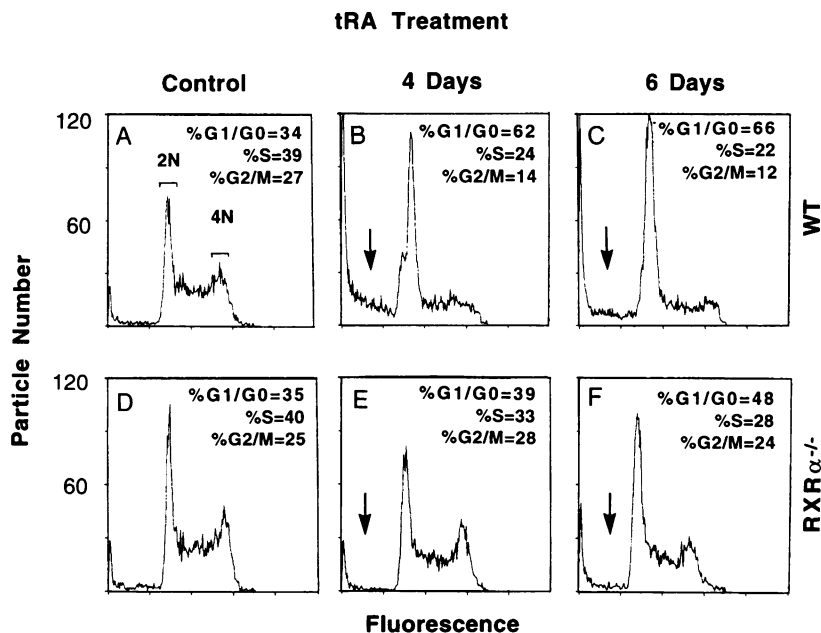 tRA Treatment
Control
4 Days
6 Days
120
60
A
%G1/G0=34
%S=39
%G2/M=27
2N
4N
B
%G1/G0=62
%S=24
%G2/M=14
C
%G1/G0=66
%S=22
%G2/M=12
WT
Particle Number
120
60
D
%G1/G0=35
%S=40
%G2/M=25
E
%G1/G0=39
%S=33
%G2/M=28
F
%G1/G0=48
%S=28
%G2/M=24
RXRα-/-
Fluorescence